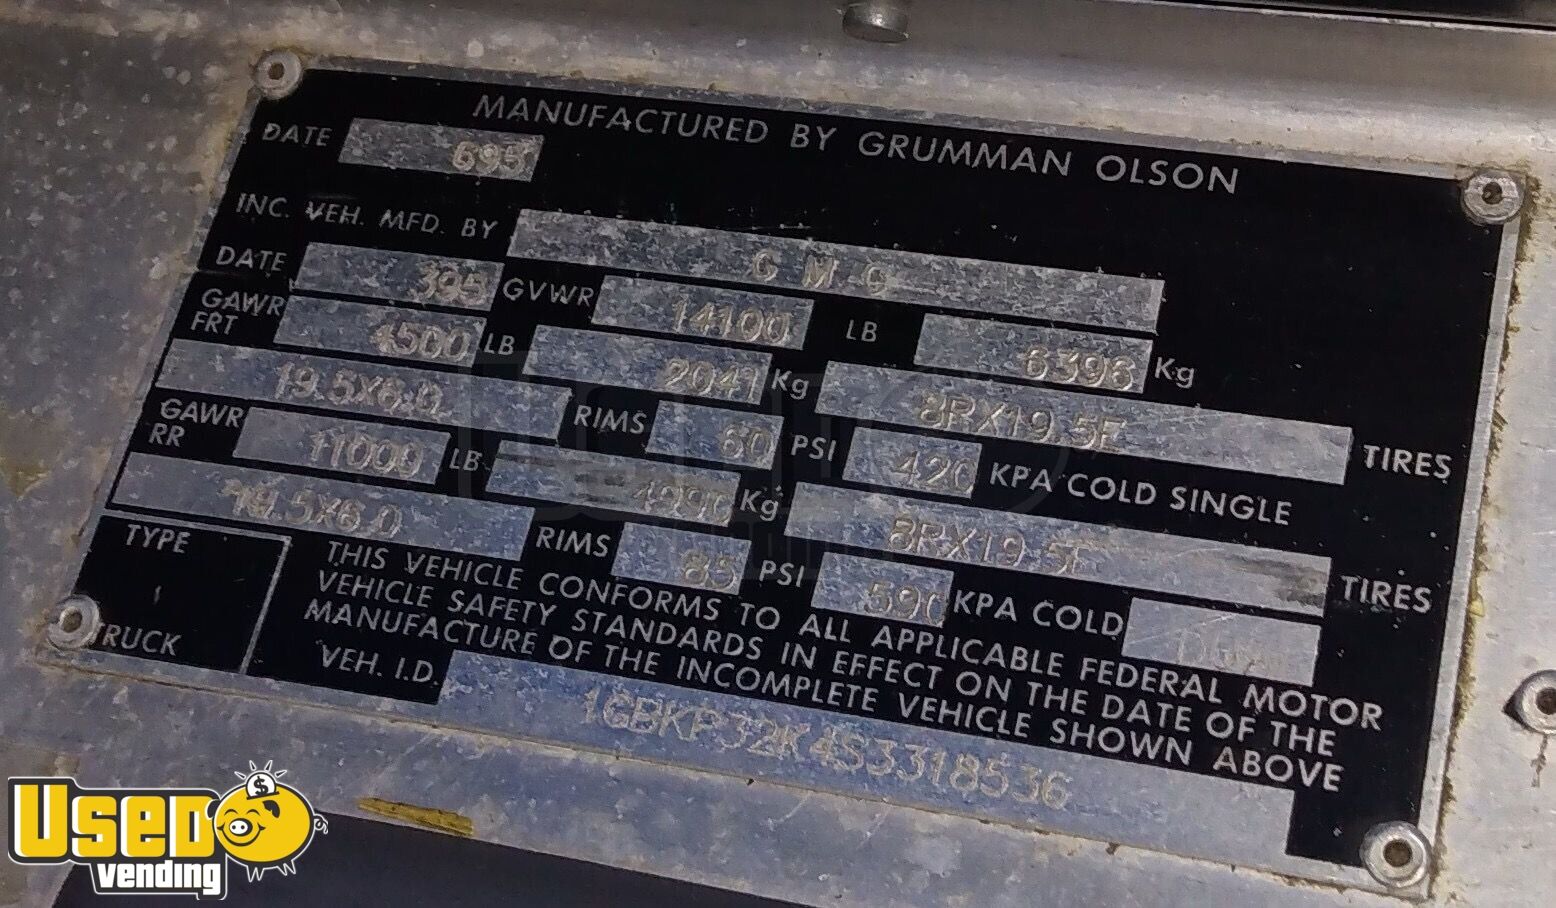 MANUFACTURED BY GRUMMAN OLSON
DATE 695
INC. VEH. MFD. BY G M C
DATE 395 GVWR 14100 LB 6396 Kg
GAWR FRT 4500 LB 2041 Kg 8RX19.5F TIRES
19.5X6.0 RIMS 60 PSI 420 KPA COLD SINGLE
GAWR RR 11000 LB 4990 Kg 8RX19.5F TIRES
19.5X6.0 RIMS 85 PSI 590 KPA COLD
TYPE
TRUCK
THIS VEHICLE CONFORMS TO ALL APPLICABLE FEDERAL MOTOR
VEHICLE SAFETY STANDARDS IN EFFECT ON THE DATE OF THE
MANUFACTURE OF THE INCOMPLETE VEHICLE SHOWN ABOVE
VEH. I.D. 1GBKP32K4S3318536
USED
vending